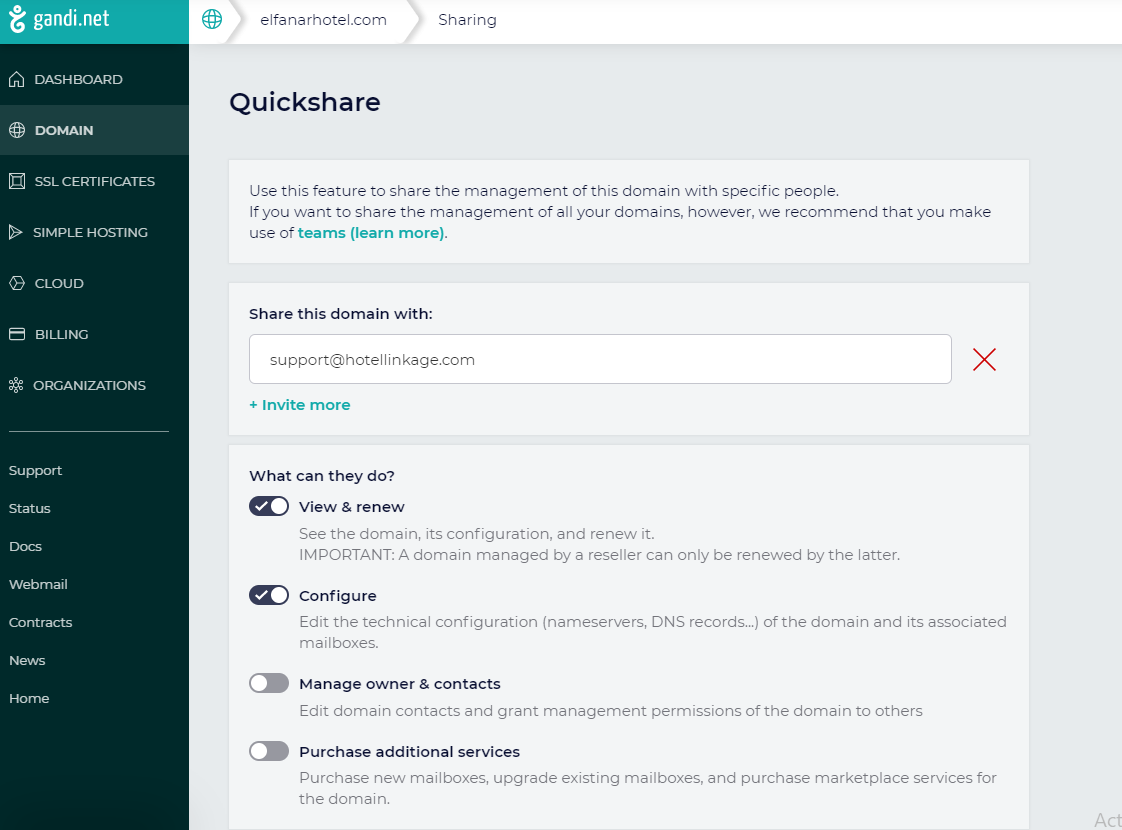 gandi.net
elfanarhotel.com
Sharing
DASHBOARD
DOMAIN
SSL CERTIFICATES
SIMPLE HOSTING
CLOUD
BILLING
ORGANIZATIONS
Support
Status
Docs
Webmail
Contracts
News
Home
Quickshare
Use this feature to share the management of this domain with specific people.
If you want to share the management of all your domains, however, we recommend that you make
use of teams (learn more).
Share this domain with:
support@hotellinkage.com
+ Invite more
What can they do?
View & renew
See the domain, its configuration, and renew it.
IMPORTANT: A domain managed by a reseller can only be renewed by the latter.
Configure
Edit the technical configuration (nameservers, DNS records...) of the domain and its associated
mailboxes.
Manage owner & contacts
Edit domain contacts and grant management permissions of the domain to others
Purchase additional services
Purchase new mailboxes, upgrade existing mailboxes, and purchase marketplace services for
the domain.
Act